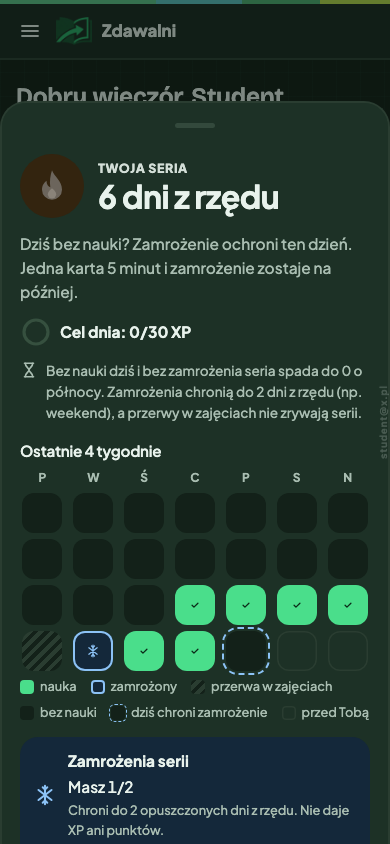 Zdawalni
Dobry wieczór, Student
TWOJA SERIA
6 dni z rzędu
Dziś bez nauki? Zamrożenie ochroni ten dzień.
Jedna karta 5 minut i zamrożenie zostaje na
później.
Cel dnia: 0/30 XP
Bez nauki dziś i bez zamrożenia seria spada do 0 o
północy. Zamrożenia chronią do 2 dni z rzędu (np.
weekend), a przerwy w zajęciach nie zrywają serii.
student@x.pl
Ostatnie 4 tygodnie
P W Ś C P S N
nauka zamrożony przerwa w zajęciach
bez nauki dziś chroni zamrożenie przed Tobą
Zamrożenia serii
Masz 1/2
Chroni do 2 opuszczonych dni z rzędu. Nie daje
XP ani punktów.